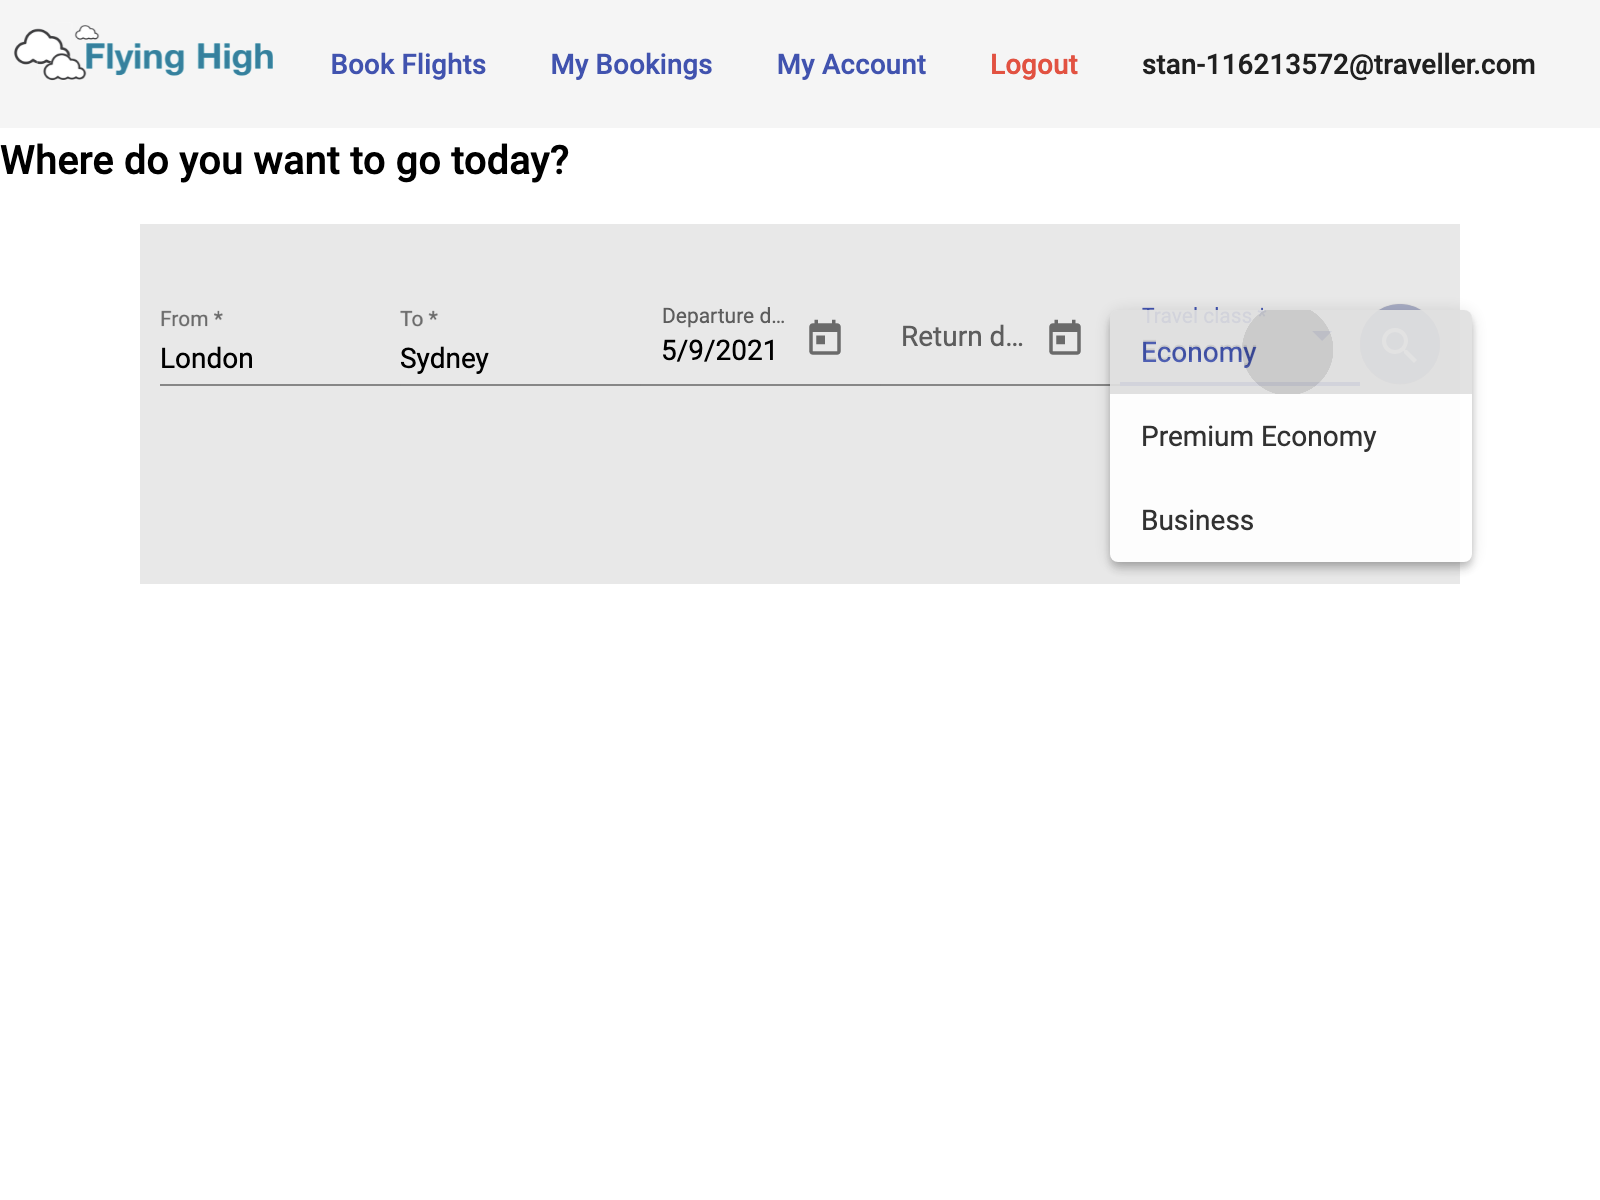 Flying High
Book Flights
My Bookings
My Account
Logout
stan-116213572@traveller.com
Where do you want to go today?
From *
London
To *
Sydney
Departure d...
5/9/2021
Return d...
Travel class *
Economy
Premium Economy
Business